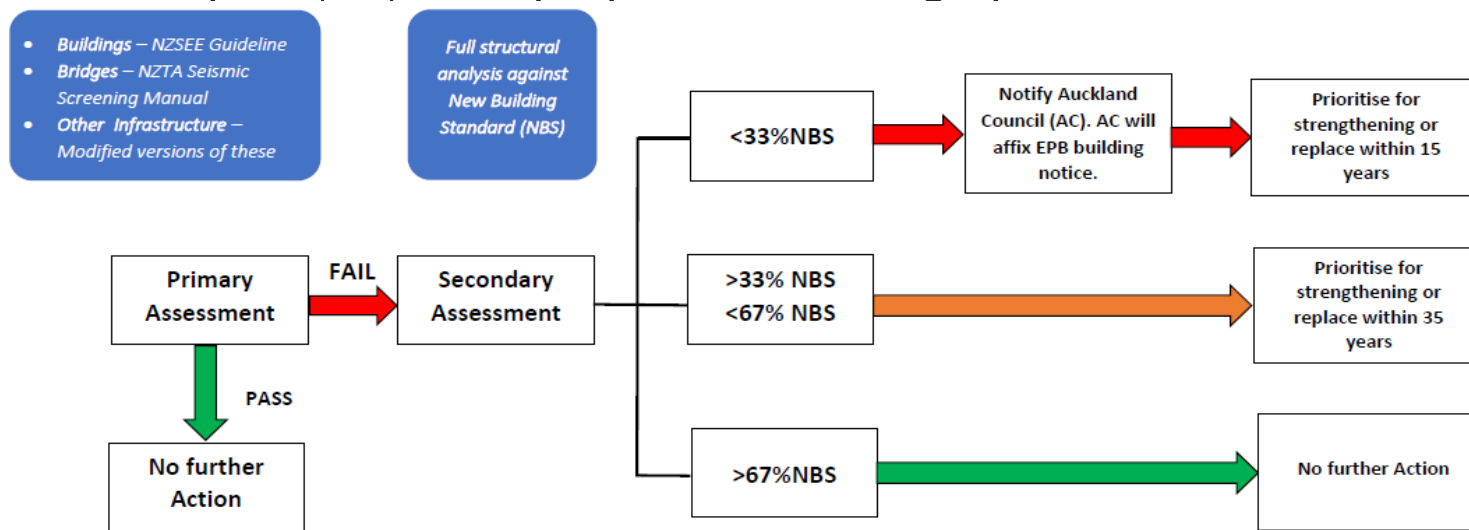 • Buildings – NZSEE Guideline
• Bridges – NZTA Seismic
Screening Manual
• Other Infrastructure –
Modified versions of these
Full structural
analysis against
New Building
Standard (NBS)
<33%NBS
Notify Auckland
Council (AC). AC will
affix EPB building
notice.
Prioritise for
strengthening or
replace within 15
years
Primary
Assessment
FAIL
Secondary
Assessment
>33% NBS
<67% NBS
Prioritise for
strengthening or
replace within 35
years
PASS
No further
Action
>67%NBS
No further Action